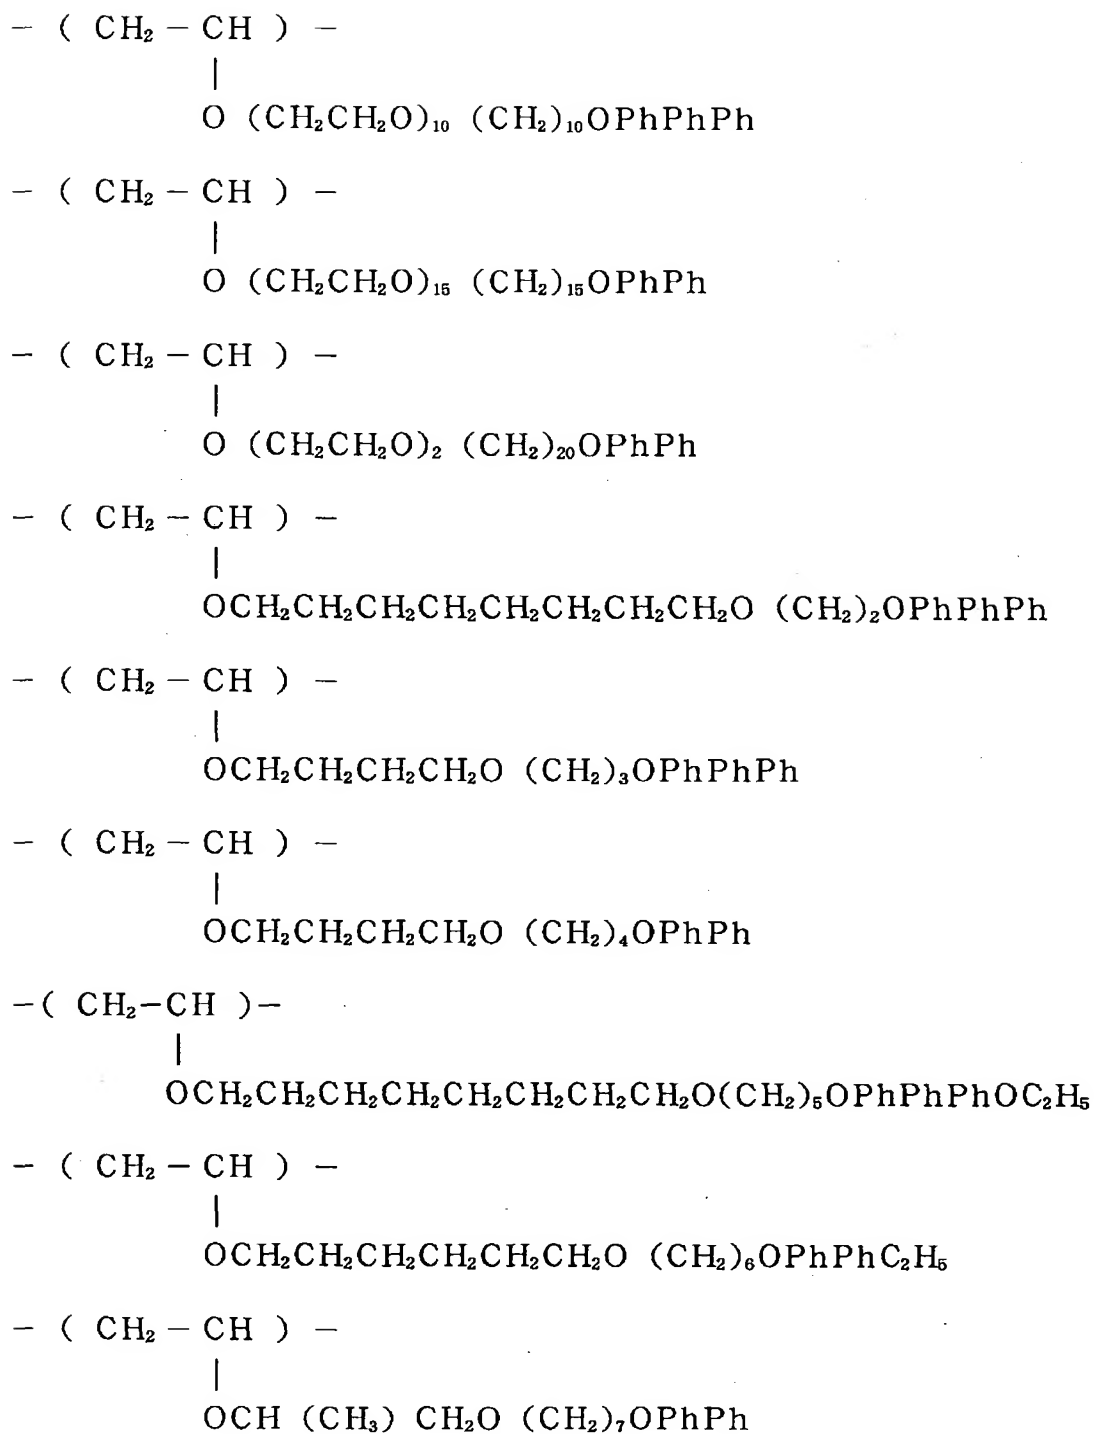 − ( CH₂ − CH ) −
|
O (CH₂CH₂O)₁₀ (CH₂)₁₀OPhPhPh
− ( CH₂ − CH ) −
|
O (CH₂CH₂O)₁₅ (CH₂)₁₅OPhPh
− ( CH₂ − CH ) −
|
O (CH₂CH₂O)₂ (CH₂)₂₀OPhPh
− ( CH₂ − CH ) −
|
OCH₂CH₂CH₂CH₂CH₂CH₂CH₂CH₂O (CH₂)₂OPhPhPh
− ( CH₂ − CH ) −
|
OCH₂CH₂CH₂CH₂O (CH₂)₃OPhPhPh
− ( CH₂ − CH ) −
|
OCH₂CH₂CH₂CH₂O (CH₂)₄OPhPh
−( CH₂−CH )−
|
OCH₂CH₂CH₂CH₂CH₂CH₂CH₂CH₂O(CH₂)₅OPhPhPhOC₂H₅
− ( CH₂ − CH ) −
|
OCH₂CH₂CH₂CH₂CH₂CH₂O (CH₂)₆OPhPhC₂H₅
− ( CH₂ − CH ) −
|
OCH (CH₃) CH₂O (CH₂)₇OPhPh